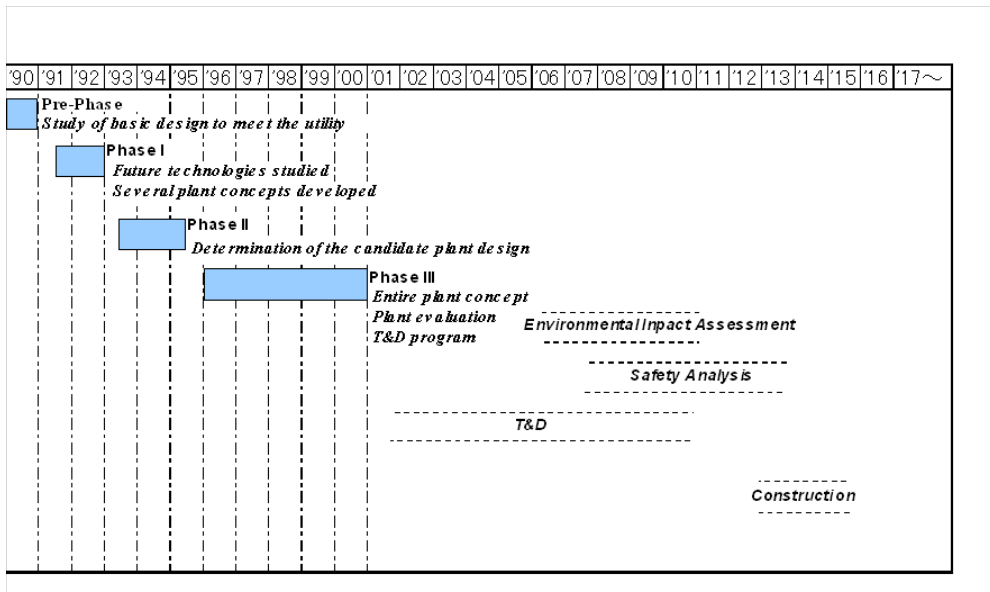 '90 '91 '92 '93 '94 '95 '96 '97 '98 '99 '00 '01 '02 '03 '04 '05 '06 '07 '08 '09 '10 '11 '12 '13 '14 '15 '16 '17～
Pre-Phase
Study of basic design to meet the utility
Phase I
Future technologies studied
Several plant concepts developed
Phase II
Determination of the candidate plant design
Phase III
Entire plant concept
Plant evaluation
T&D program
Environmental Inpact Assessment
Safety Analysis
T&D
Construction